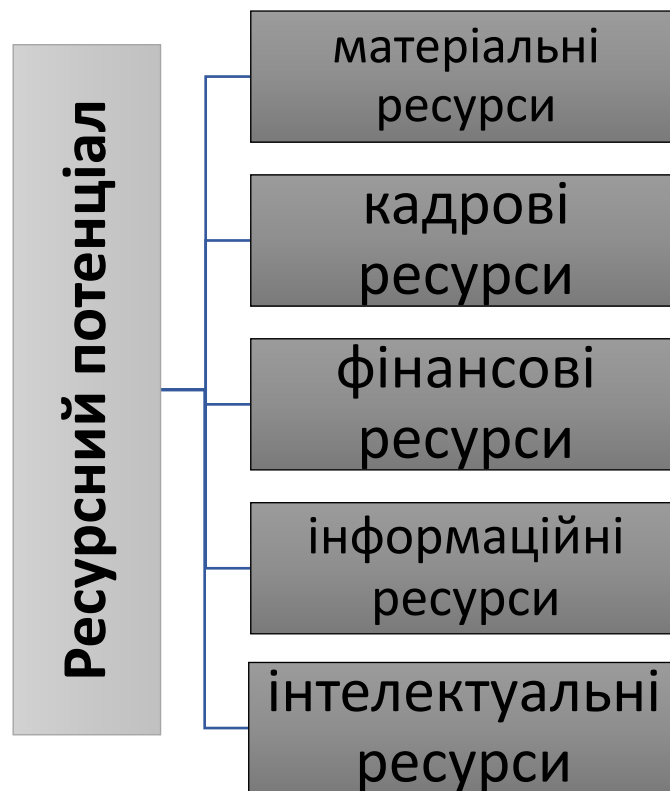 Ресурсний потенціал
матеріальні
ресурси
кадрові
ресурси
фінансові
ресурси
інформаційні
ресурси
інтелектуальні
ресурси